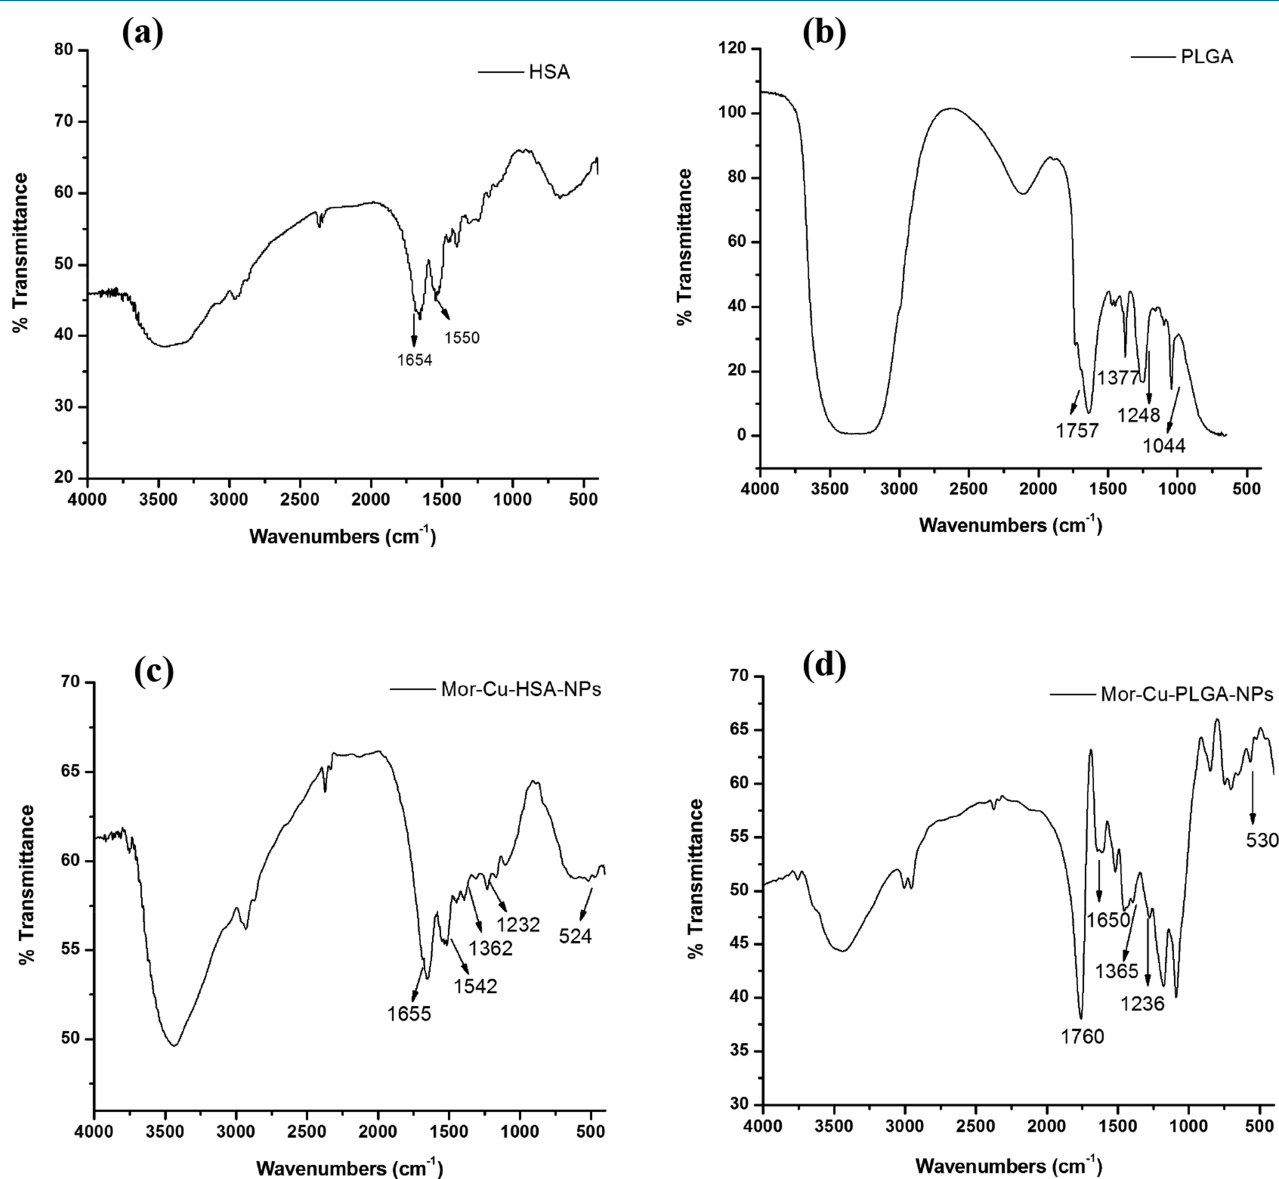 (a)
HSA
80
70
60
50
40
30
20
% Transmittance
1654
1550
4000 3500 3000 2500 2000 1500 1000 500
Wavenumbers (cm⁻¹)
(b)
PLGA
120
100
80
60
40
20
0
% Transmittance
1757
1377
1248
1044
4000 3500 3000 2500 2000 1500 1000 500
Wavenumbers (cm⁻¹)
(c)
Mor-Cu-HSA-NPs
70
65
60
55
50
% Transmittance
1655
1542
1362
1232
524
4000 3500 3000 2500 2000 1500 1000 500
Wavenumbers (cm⁻¹)
(d)
Mor-Cu-PLGA-NPs
70
65
60
55
50
45
40
35
30
% Transmittance
1760
1650
1365
1236
530
4000 3500 3000 2500 2000 1500 1000 500
Wavenumbers (cm⁻¹)